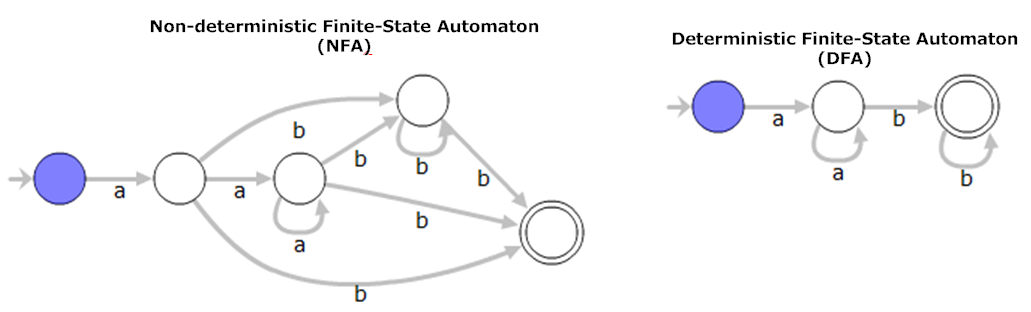 Non-deterministic Finite-State Automaton
(NFA)
a
a
a
b
b
b
b
b
b
Deterministic Finite-State Automaton
(DFA)
a
b
a
b